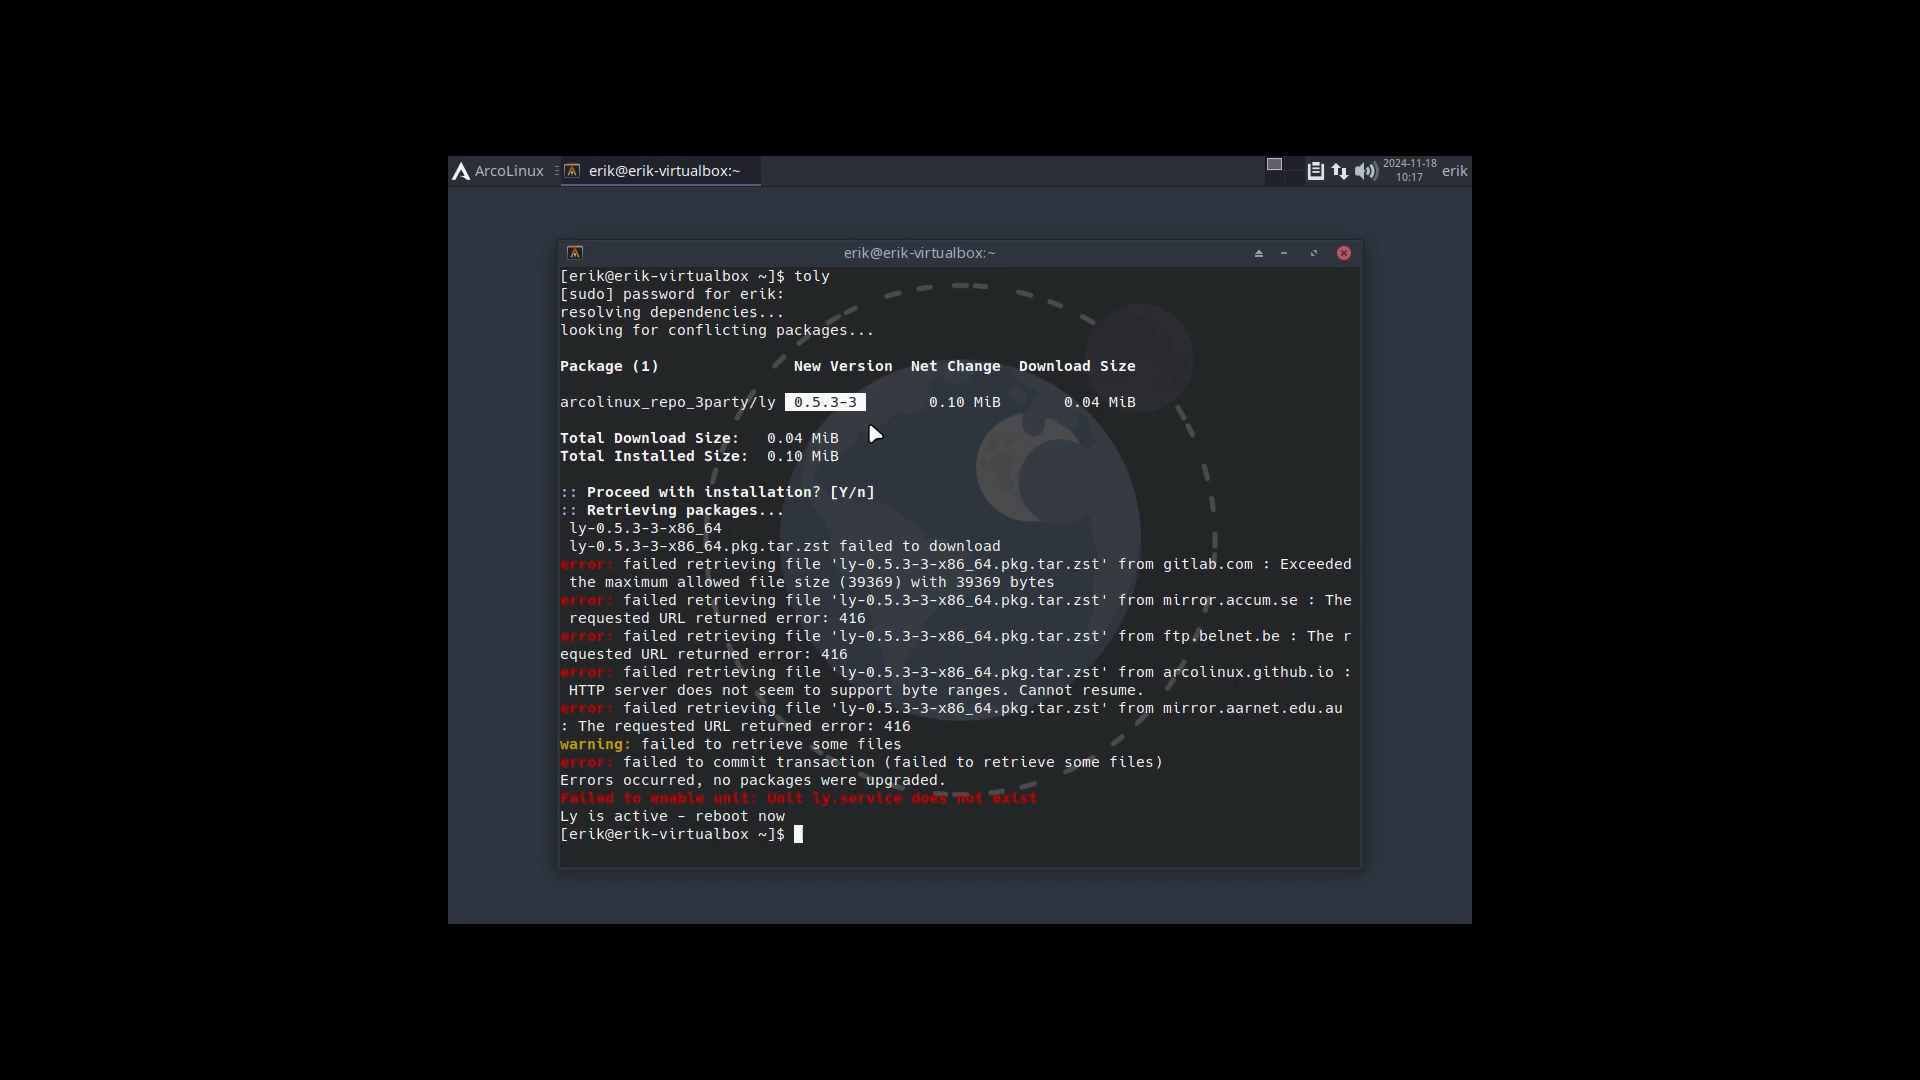 ArcoLinux erik@erik-virtualbox:~ 2024-11-18 erik
10:17
erik@erik-virtualbox:~
[erik@erik-virtualbox ~]$ toly
[sudo] password for erik:
resolving dependencies...
looking for conflicting packages...
Package (1) New Version Net Change Download Size
arcolinux_repo_3party/ly 0.5.3-3 0.10 MiB 0.04 MiB
Total Download Size: 0.04 MiB
Total Installed Size: 0.10 MiB
:: Proceed with installation? [Y/n]
:: Retrieving packages...
ly-0.5.3-3-x86_64
ly-0.5.3-3-x86_64.pkg.tar.zst failed to download
error: failed retrieving file 'ly-0.5.3-3-x86_64.pkg.tar.zst' from gitlab.com : Exceeded
the maximum allowed file size (39369) with 39369 bytes
error: failed retrieving file 'ly-0.5.3-3-x86_64.pkg.tar.zst' from mirror.accum.se : The
requested URL returned error: 416
error: failed retrieving file 'ly-0.5.3-3-x86_64.pkg.tar.zst' from ftp.belnet.be : The r
equested URL returned error: 416
error: failed retrieving file 'ly-0.5.3-3-x86_64.pkg.tar.zst' from arcolinux.github.io :
HTTP server does not seem to support byte ranges. Cannot resume.
error: failed retrieving file 'ly-0.5.3-3-x86_64.pkg.tar.zst' from mirror.aarnet.edu.au
: The requested URL returned error: 416
warning: failed to retrieve some files
error: failed to commit transaction (failed to retrieve some files)
Errors occurred, no packages were upgraded.
Failed to enable unit: Unit ly.service does not exist
Ly is active - reboot now
[erik@erik-virtualbox ~]$